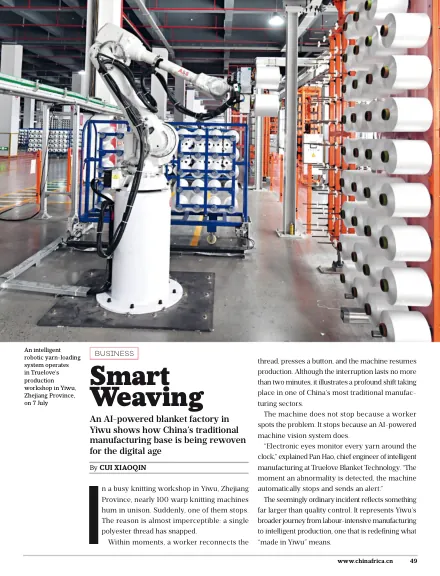 ABB
An intelligent
robotic yarn-loading
system operates
in Truelove's
production
workshop in Yiwu,
Zhejiang Province,
on 7 July
BUSINESS
Smart
Weaving
An AI-powered blanket factory in
Yiwu shows how China's traditional
manufacturing base is being rewoven
for the digital age
By CUI XIAOQIN
In a busy knitting workshop in Yiwu, Zhejiang
Province, nearly 100 warp knitting machines
hum in unison. Suddenly, one of them stops.
The reason is almost imperceptible: a single
polyester thread has snapped.
Within moments, a worker reconnects the
thread, presses a button, and the machine resumes
production. Although the interruption lasts no more
than two minutes, it illustrates a profound shift taking
place in one of China's most traditional manufac-
turing sectors.
The machine does not stop because a worker
spots the problem. It stops because an AI-powered
machine vision system does.
"Electronic eyes monitor every yarn around the
clock," explained Pan Hao, chief engineer of intelligent
manufacturing at Truelove Blanket Technology. "The
moment an abnormality is detected, the machine
automatically stops and sends an alert."
The seemingly ordinary incident reflects something
far larger than quality control. It represents Yiwu's
broader journey from labour-intensive manufacturing
to intelligent production, one that is redefining what
"made in Yiwu" means.
www.chinafrica.cn 49